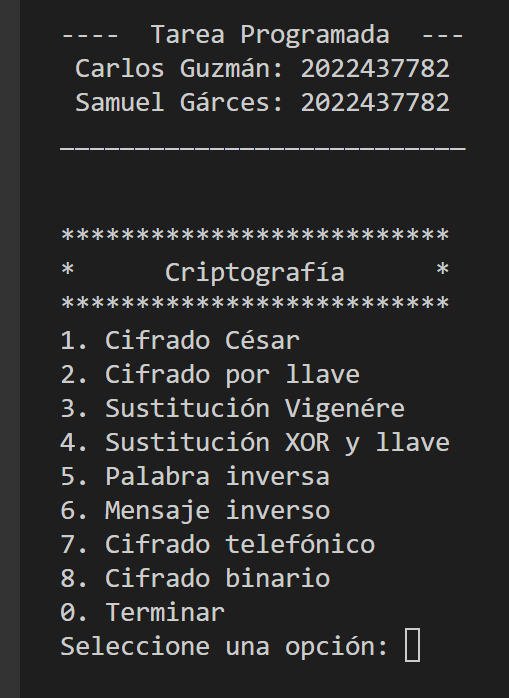 ----  Tarea Programada  ---
Carlos Guzmán: 2022437782
Samuel Gárces: 2022437782
___________________________
**************************
*      Criptografía      *
**************************
1. Cifrado César
2. Cifrado por llave
3. Sustitución Vigenére
4. Sustitución XOR y llave
5. Palabra inversa
6. Mensaje inverso
7. Cifrado telefónico
8. Cifrado binario
0. Terminar
Seleccione una opción: